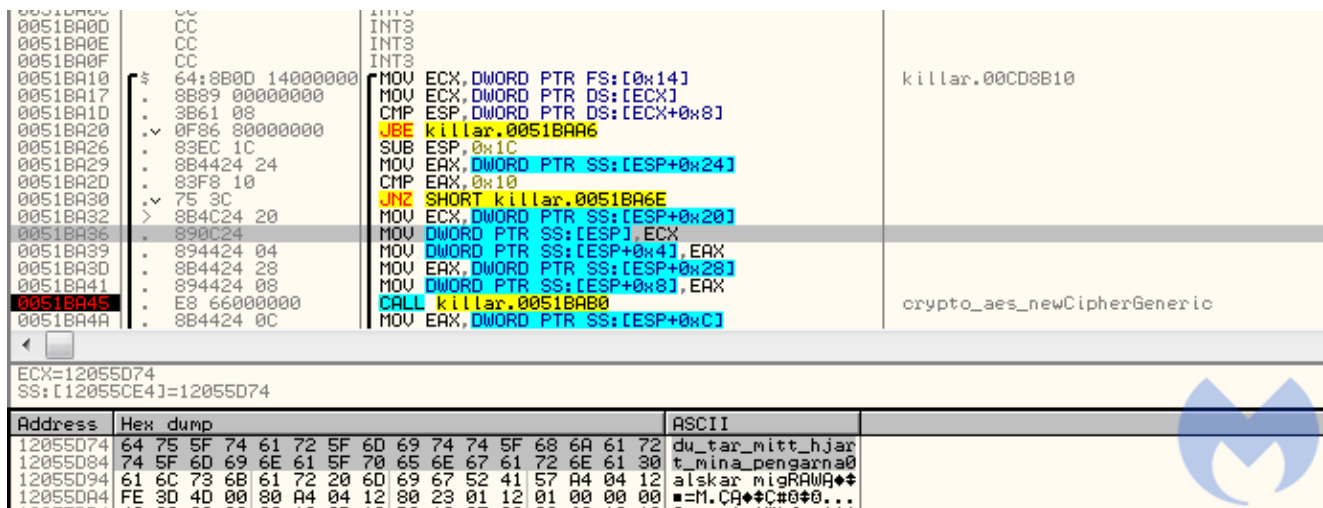 0051BA0D CC INT3
0051BA0E CC INT3
0051BA0F CC INT3
0051BA10 $ 64:8B0D 14000000 MOV ECX,DWORD PTR FS:[0x14] killar.00CD8B10
0051BA17 . 8B89 00000000 MOV ECX,DWORD PTR DS:[ECX]
0051BA1D . 3B61 08 CMP ESP,DWORD PTR DS:[ECX+0x8]
0051BA20 .v 0F86 80000000 JBE killar.0051BAA6
0051BA26 . 83EC 1C SUB ESP,0x1C
0051BA29 . 8B4424 24 MOV EAX,DWORD PTR SS:[ESP+0x24]
0051BA2D . 83F8 10 CMP EAX,0x10
0051BA30 .v 75 3C JNZ SHORT killar.0051BA6E
0051BA32 > 8B4C24 20 MOV ECX,DWORD PTR SS:[ESP+0x20]
0051BA36 . 890C24 MOV DWORD PTR SS:[ESP],ECX
0051BA39 . 894424 04 MOV DWORD PTR SS:[ESP+0x4],EAX
0051BA3D . 8B4424 28 MOV EAX,DWORD PTR SS:[ESP+0x28]
0051BA41 . 894424 08 MOV DWORD PTR SS:[ESP+0x8],EAX
0051BA45 . E8 66000000 CALL killar.0051BAB0 crypto_aes_newCipherGeneric
0051BA4A . 8B4424 0C MOV EAX,DWORD PTR SS:[ESP+0xC]
ECX=12055D74
SS:[12055CE4]=12055D74
Address Hex dump ASCII
12055D74 64 75 5F 74 61 72 5F 6D 69 74 74 5F 68 6A 61 72 du_tar_mitt_hjar
12055D84 74 5F 6D 69 6E 61 5F 70 65 6E 67 61 72 6E 61 30 t_mina_pengarna0
12055D94 61 6C 73 6B 61 72 20 6D 69 67 52 41 57 A4 04 12 alskar migRAWñ♦↕
12055DA4 FE 3D 4D 00 80 A4 04 12 80 23 01 12 01 00 00 00 ■=M.Çñ♦↕Ç#☺↕☺...